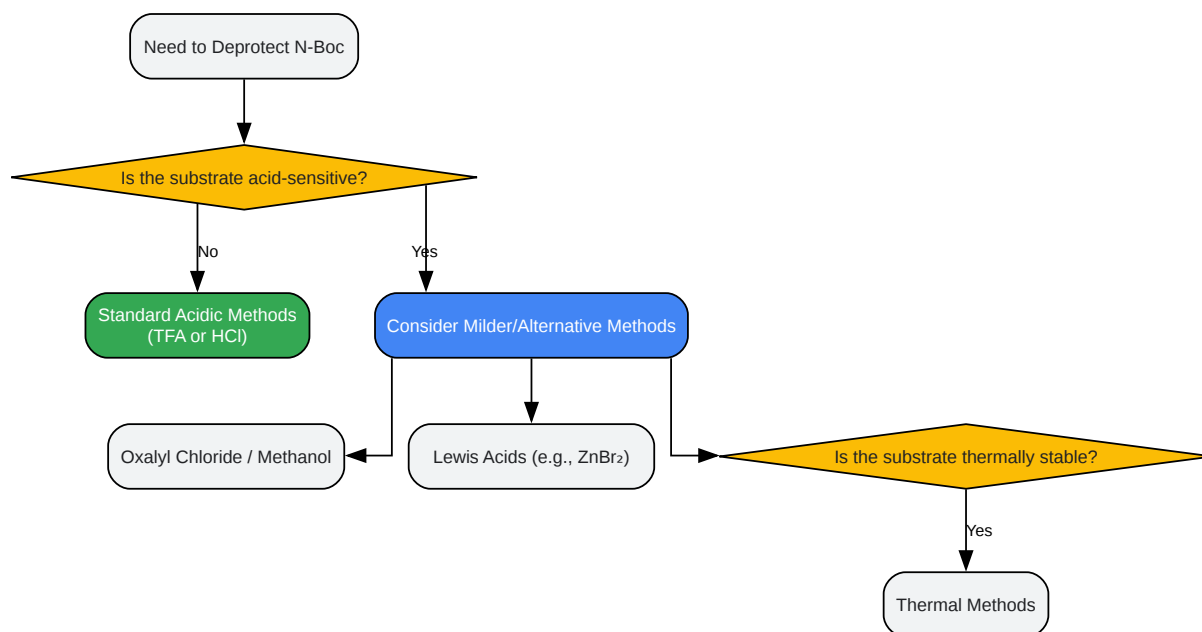 Need to Deprotect N-Boc
Is the substrate acid-sensitive?
No
Yes
Standard Acidic Methods
(TFA or HCl)
Consider Milder/Alternative Methods
Oxalyl Chloride / Methanol
Lewis Acids (e.g., ZnBr₂)
Is the substrate thermally stable?
Yes
Thermal Methods